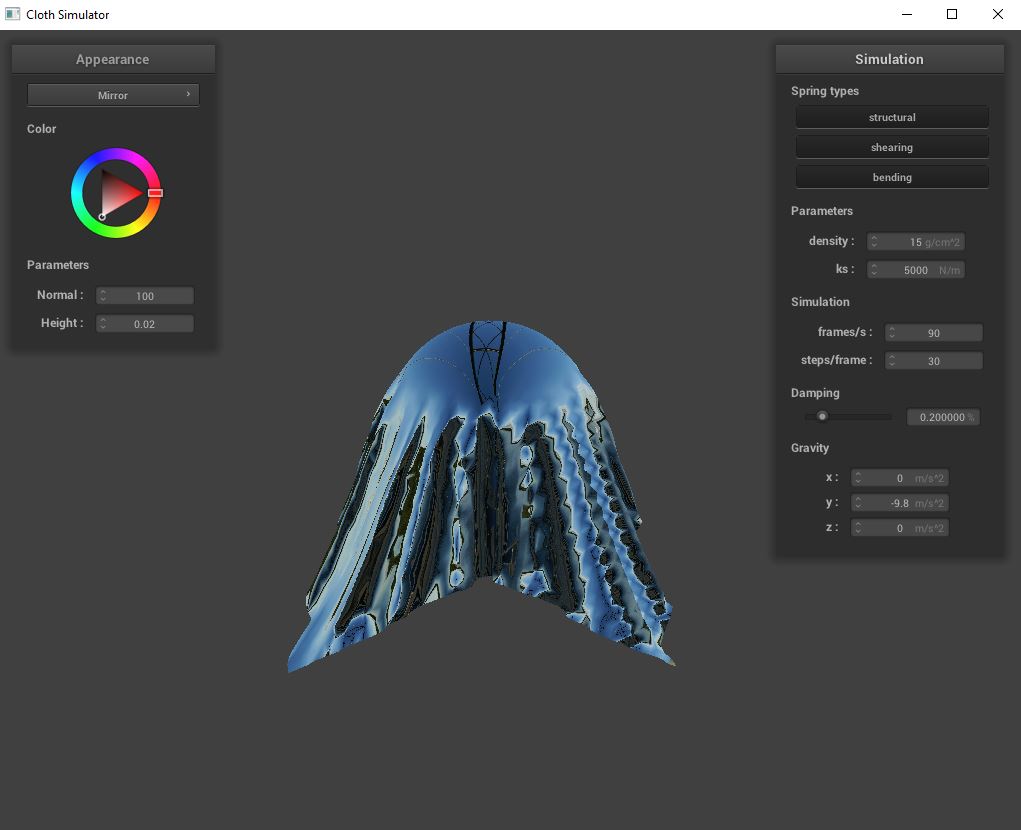 Cloth Simulator
Appearance
Mirror
Color
Parameters
Normal : 100
Height : 0.02
Simulation
Spring types
structural
shearing
bending
Parameters
density : 15 g/cm^2
ks : 5000 N/m
Simulation
frames/s : 90
steps/frame : 30
Damping
0.200000 %
Gravity
x : 0 m/s^2
y : -9.8 m/s^2
z : 0 m/s^2